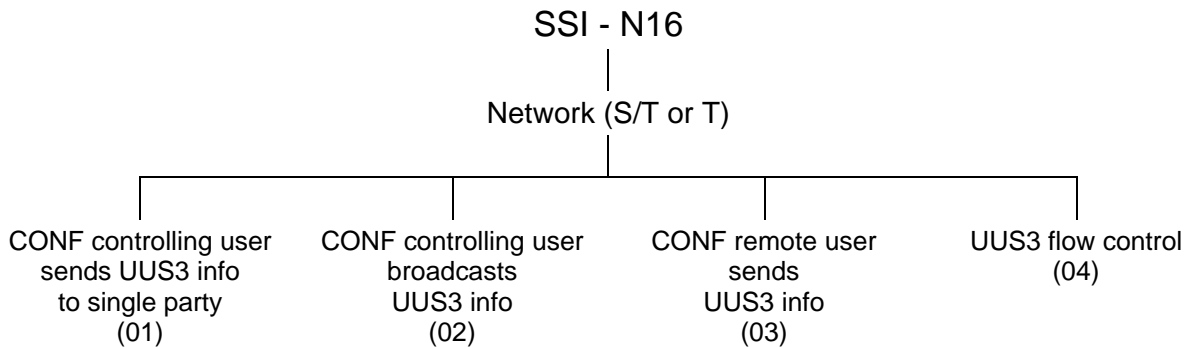 SSI - N16
Network (S/T or T)
CONF controlling user
sends UUS3 info
to single party
(01)
CONF controlling user
broadcasts
UUS3 info
(02)
CONF remote user
sends
UUS3 info
(03)
UUS3 flow control
(04)